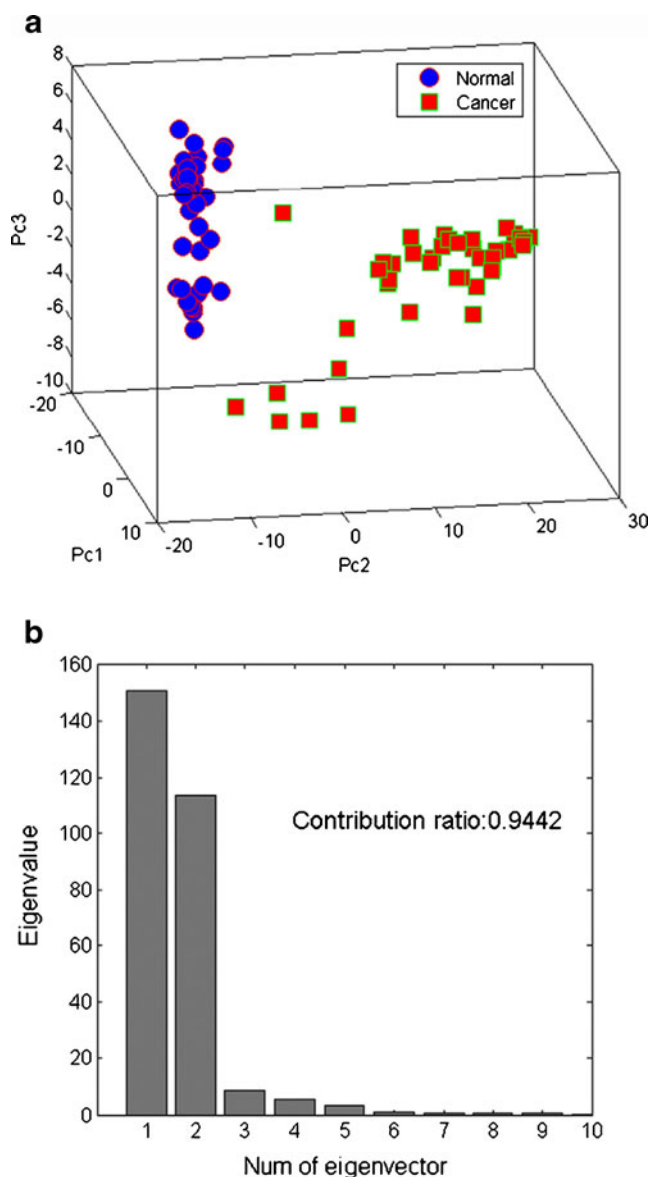 a
8
6
4
2
0
-2
-4
-6
-8
-10
Pc3
-20
-10
0
10
Pc1
-20
-10
0
10
20
30
Pc2
Normal
Cancer
b
160
140
120
100
80
60
40
20
0
Eigenvalue
Contribution ratio:0.9442
1 2 3 4 5 6 7 8 9 10
Num of eigenvector